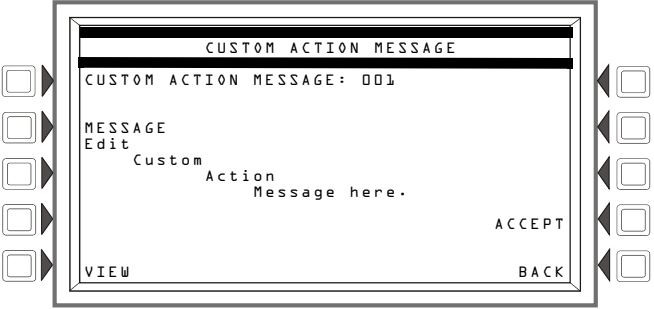 CUSTOM ACTION MESSAGE
CUSTOM ACTION MESSAGE: 001
MESSAGE
Edit
Custom
Action
Message here.
ACCEPT
VIEW BACK